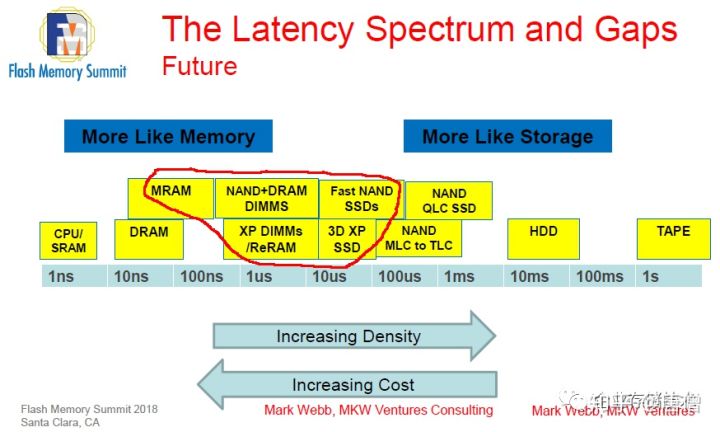 The Latency Spectrum and Gaps
Future
Flash Memory Summit
More Like Memory
More Like Storage
MRAM
NAND+DRAM
DIMMS
Fast NAND
SSDs
NAND
QLC SSD
CPU/
SRAM
DRAM
XP DIMMs
/ReRAM
3D XP
SSD
NAND
MLC to TLC
HDD
TAPE
1ns
10ns
100ns
1us
10us
100us
1ms
10ms
100ms
1s
Increasing Density
Increasing Cost
Flash Memory Summit 2018
Santa Clara, CA
Mark Webb, MKW Ventures Consulting
Mark Webb, MKW Ventures